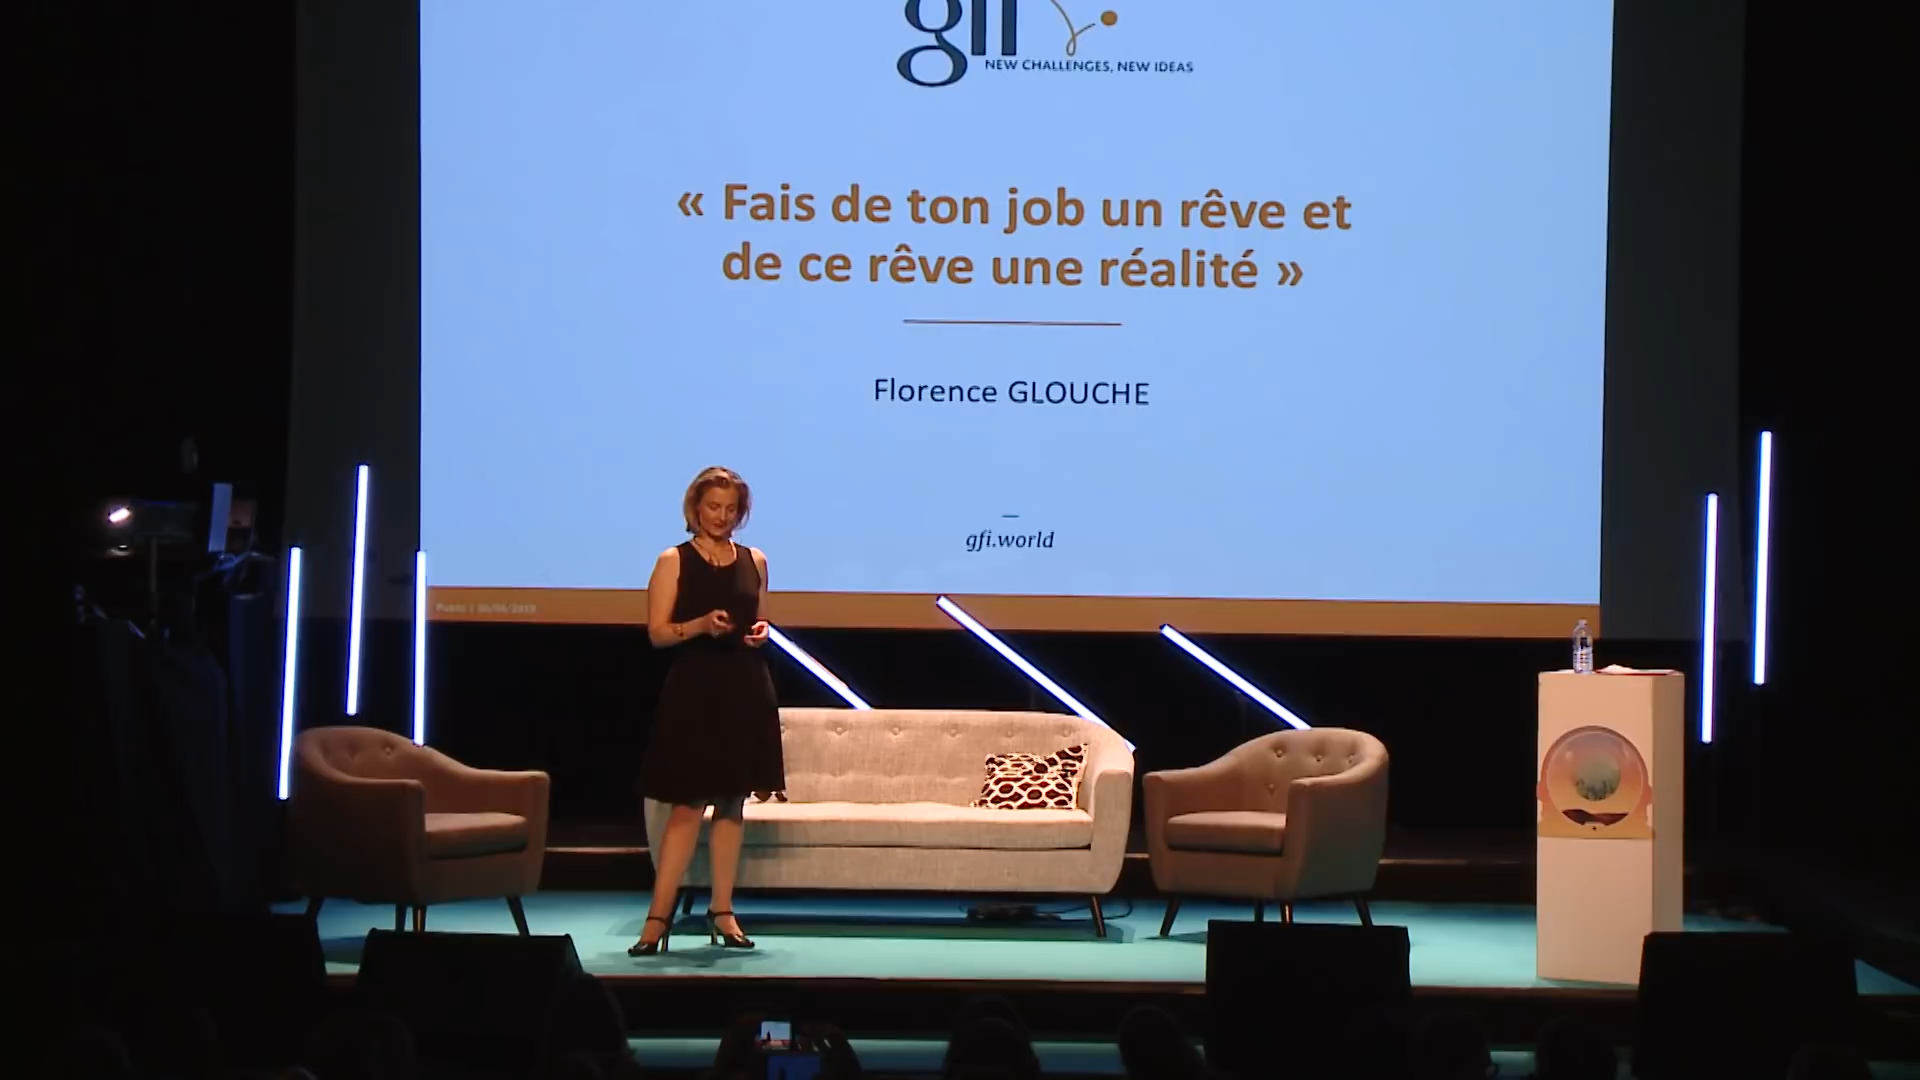 gfi
NEW CHALLENGES, NEW IDEAS
« Fais de ton job un rêve et
de ce rêve une réalité »
Florence GLOUCHE
gfi.world
Public |